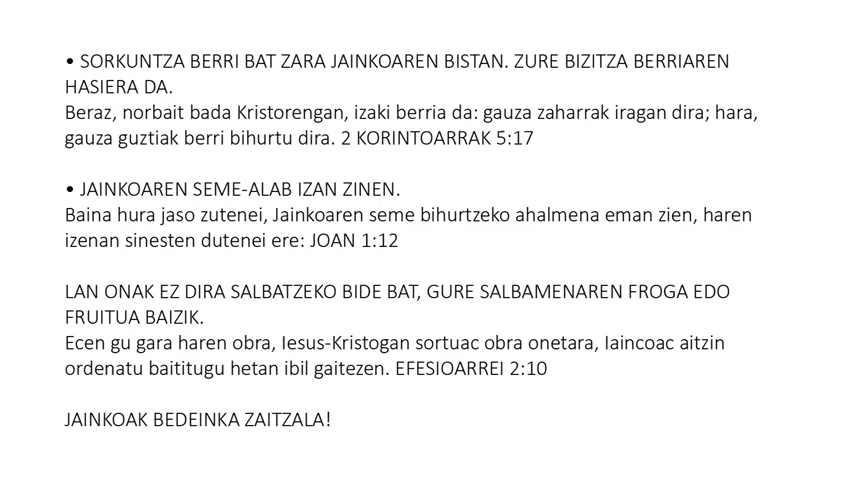 • SORKUNTZA BERRI BAT ZARA JAINKOAREN BISTAN. ZURE BIZITZA BERRIAREN
HASIERA DA.
Beraz, norbait bada Kristorengan, izaki berria da: gauza zaharrak iragan dira; hara,
gauza guztiak berri bihurtu dira. 2 KORINTOARRAK 5:17
• JAINKOAREN SEME-ALAB IZAN ZINEN.
Baina hura jaso zutenei, Jainkoaren seme bihurtzeko ahalmena eman zien, haren
izenan sinesten dutenei ere: JOAN 1:12
LAN ONAK EZ DIRA SALBATZEKO BIDE BAT, GURE SALBAMENAREN FROGA EDO
FRUITUA BAIZIK.
Ecen gu gara haren obra, Iesus-Kristogan sortuac obra onetara, Iaincoac aitzin
ordenatu baititugu hetan ibil gaitezen. EFESIOARREI 2:10
JAINKOAK BEDEINKA ZAITZALA!